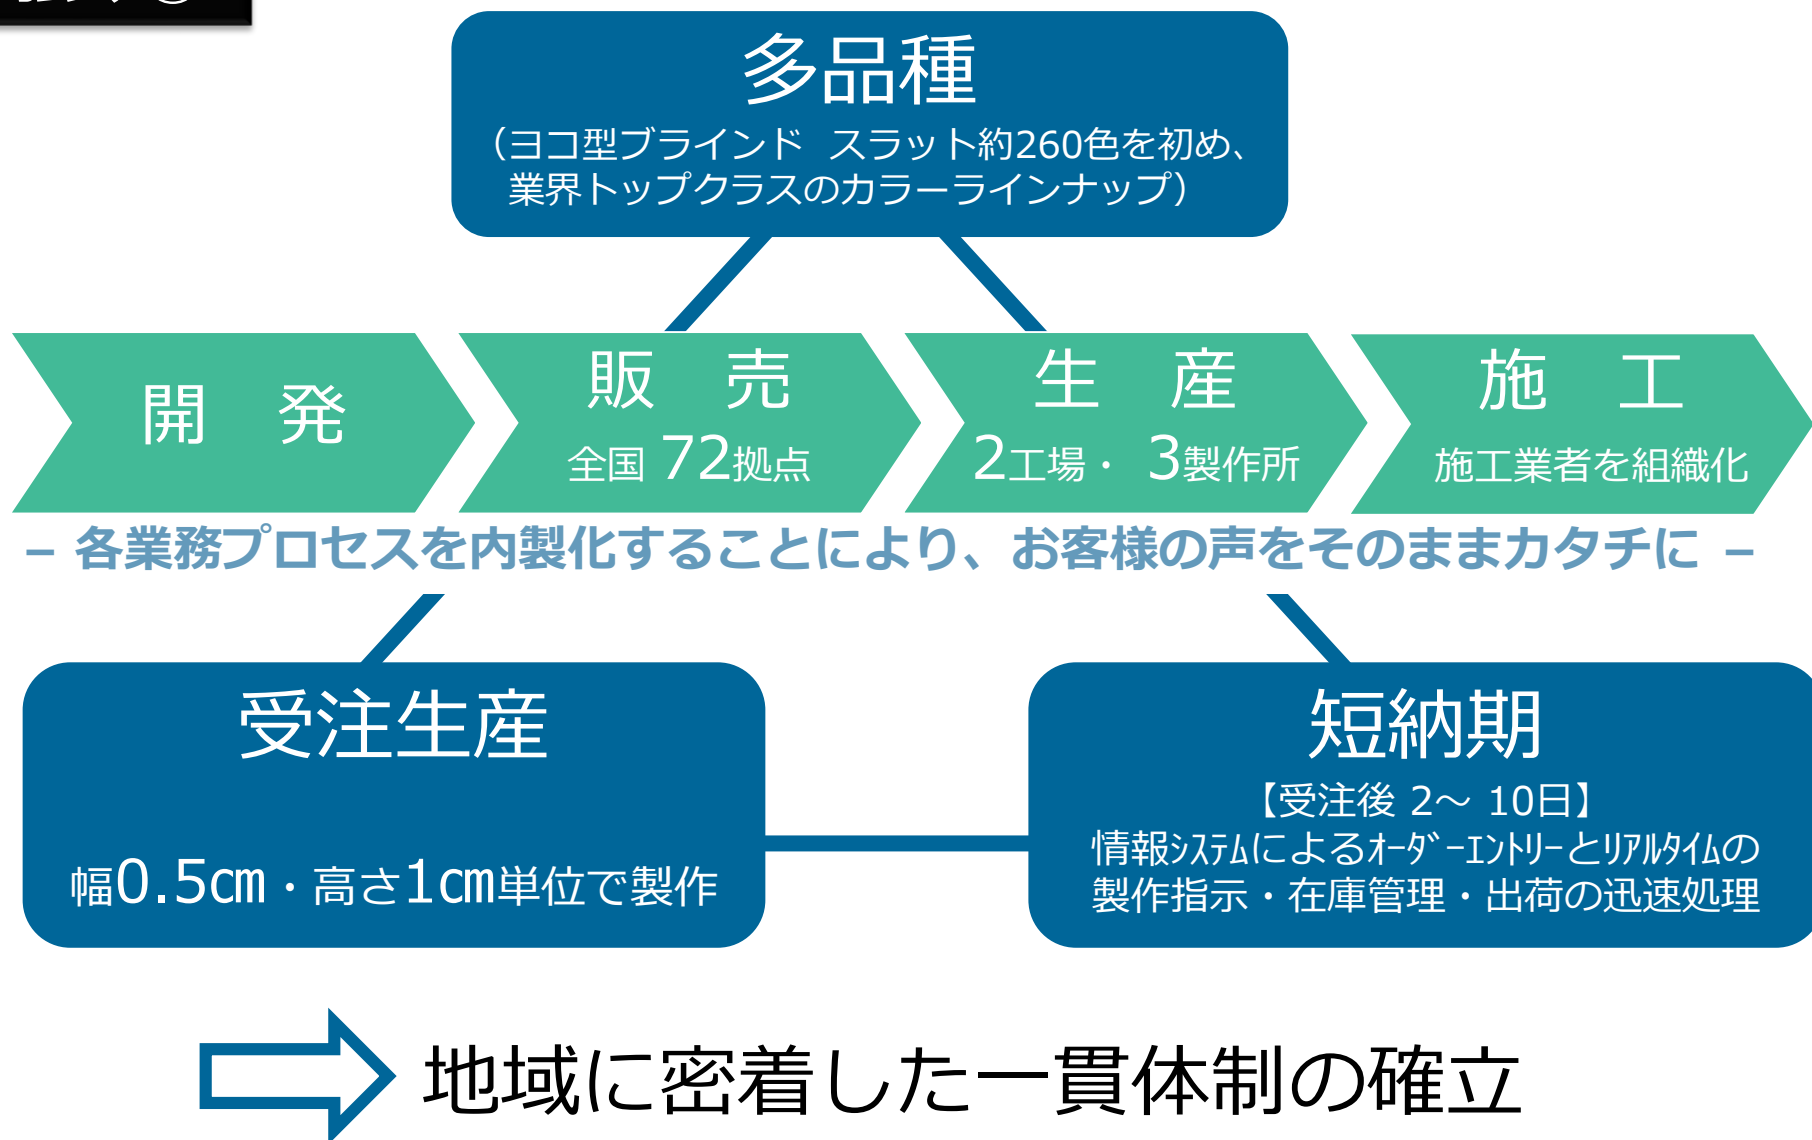 多品種
（ヨコ型ブラインド スラット約260色を初め、
業界トップクラスのカラーラインナップ）
開　発
販　売
全国 72拠点
生　産
2工場・ 3製作所
施　工
施工業者を組織化
– 各業務プロセスを内製化することにより、お客様の声をそのままカタチに –
受注生産
幅0.5㎝・高さ1㎝単位で製作
短納期
【受注後 2～ 10日】
情報ｼｽﾃﾑによるｵｰﾀﾞｰｴﾝﾄﾘｰとﾘｱﾙﾀｲﾑの
製作指示・在庫管理・出荷の迅速処理
地域に密着した一貫体制の確立